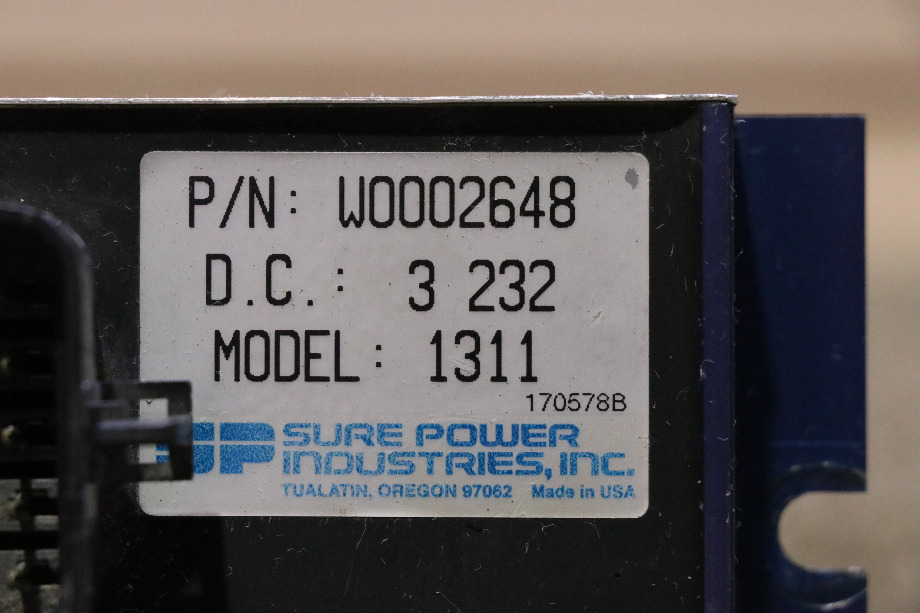 P/N: W0002648
D.C.: 3 232
MODEL: 1311
170578B
SURE POWER
INDUSTRIES, INC.
TUALATIN, OREGON 97062 Made in USA